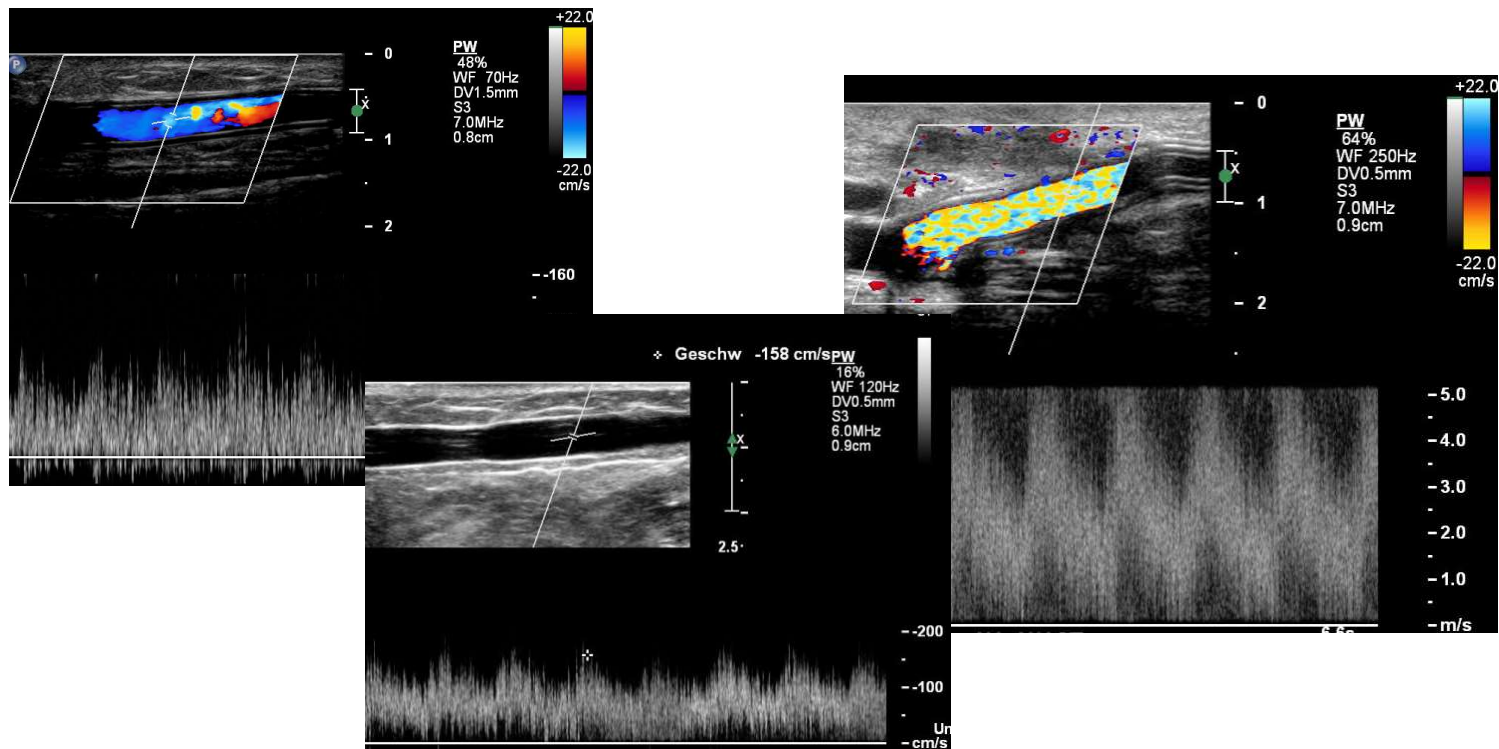 +22.0
P
0
PW
48%
WF 70Hz
DV1.5mm
S3
7.0MHz
0.8cm
X
1
-22.0
cm/s
2
-160
+22.0
0
PW
64%
WF 250Hz
DV0.5mm
S3
7.0MHz
0.9cm
X
1
-22.0
cm/s
2
Geschw -158 cm/s
PW
16%
WF 120Hz
DV0.5mm
S3
6.0MHz
0.9cm
X
2.5
-5.0
-4.0
-3.0
-2.0
-1.0
-m/s
-200
-100
Un
cm/s